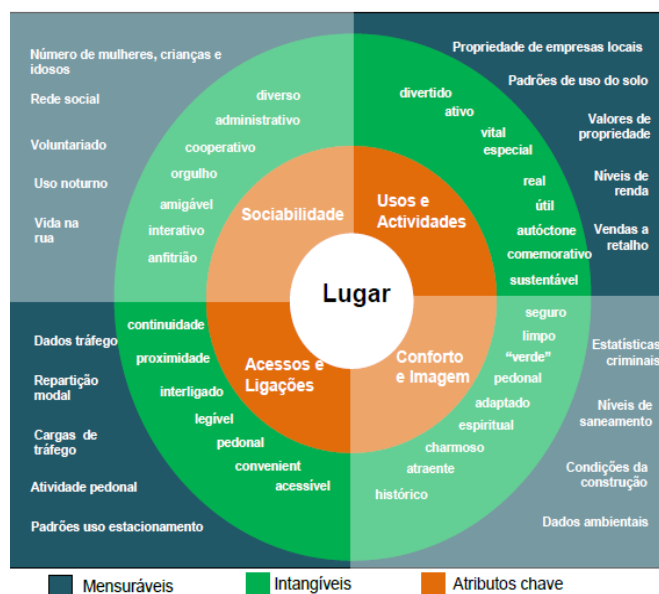 Número de mulheres, crianças e
idosos
Rede social
Voluntariado
Uso noturno
Vida na
rua
diverso
administrativo
cooperativo
orgulho
amigável
interativo
anfitrião
Sociabilidade
Propriedade de empresas locais
Padrões de uso do solo
Valores de
propriedade
Níveis de
renda
Vendas a
retalho
divertido
ativo
vital
especial
real
útil
autóctone
comemorativo
sustentável
Usos e
Actividades
Lugar
Dados tráfego
Repartição
modal
Cargas de
tráfego
Atividade pedonal
Padrões uso estacionamento
continuidade
proximidade
interligado
legível
pedonal
convenient
acessível
Acessos e
Ligações
Conforto
e Imagem
seguro
limpo
“verde”
pedonal
adaptado
espiritual
charmoso
atraente
histórico
Estatísticas
criminais
Níveis de
saneamento
Condições da
construção
Dados ambientais
Mensuráveis
Intangíveis
Atributos chave